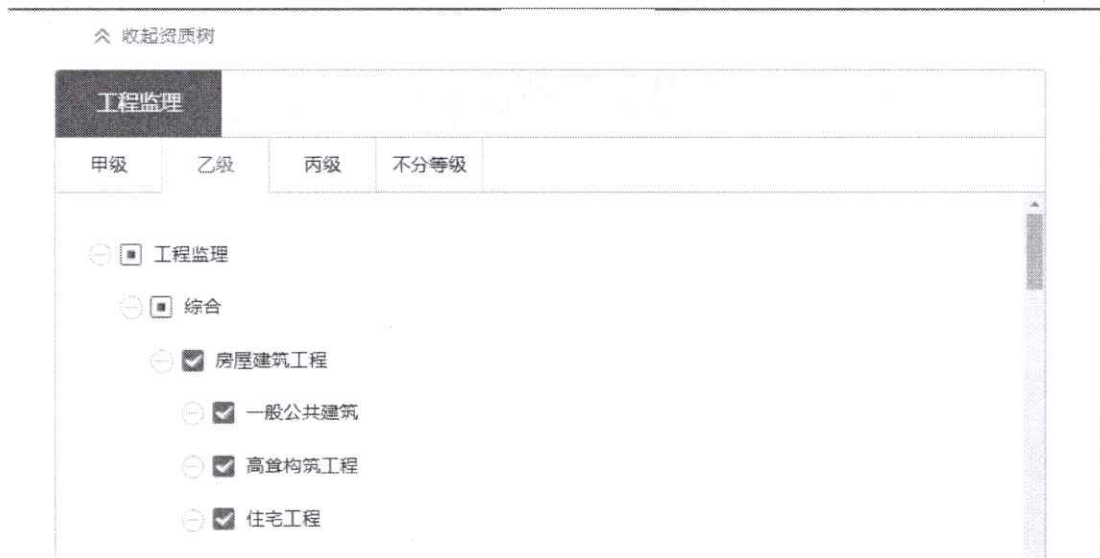 收起资质树
工程监理
甲级 乙级 丙级 不分等级
工程监理
综合
房屋建筑工程
一般公共建筑
高耸构筑工程
住宅工程